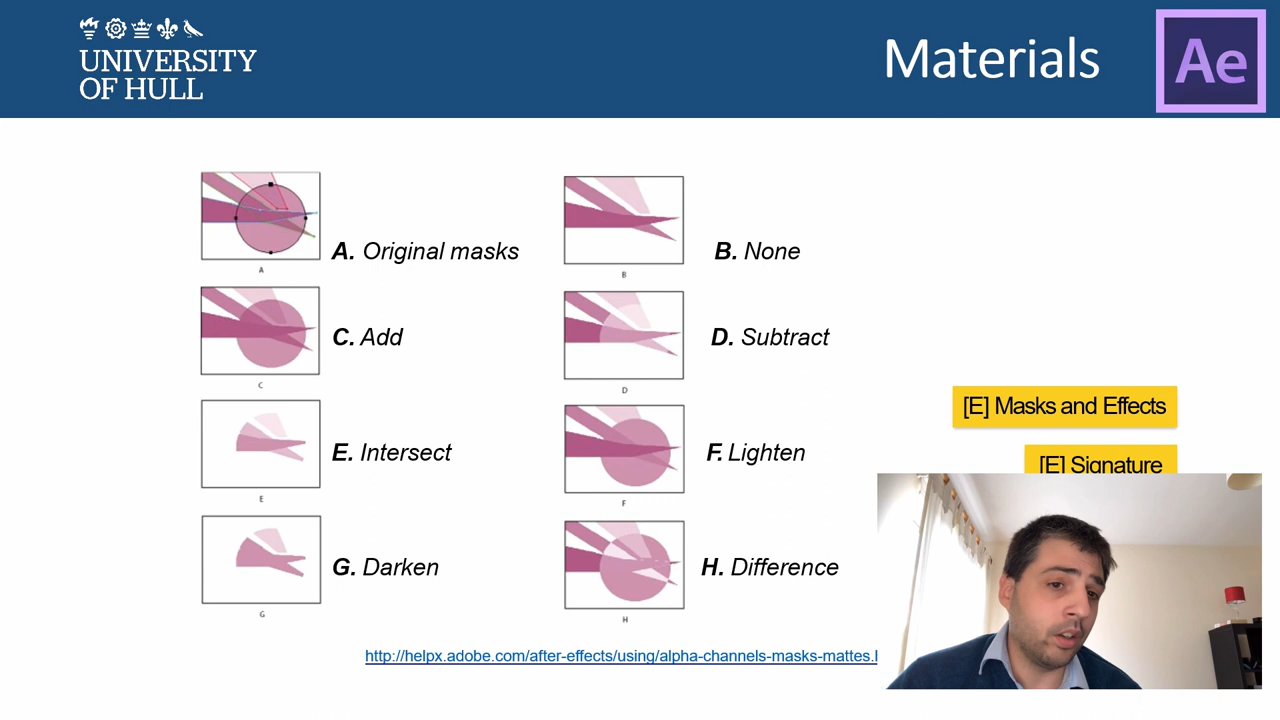 UNIVERSITY
OF HULL
Materials
Ae
A
A. Original masks
B
B. None
C
C. Add
D
D. Subtract
E
E. Intersect
F
F. Lighten
G
G. Darken
H
H. Difference
[E] Masks and Effects
[E] Signature
http://helpx.adobe.com/after-effects/using/alpha-channels-masks-mattes.